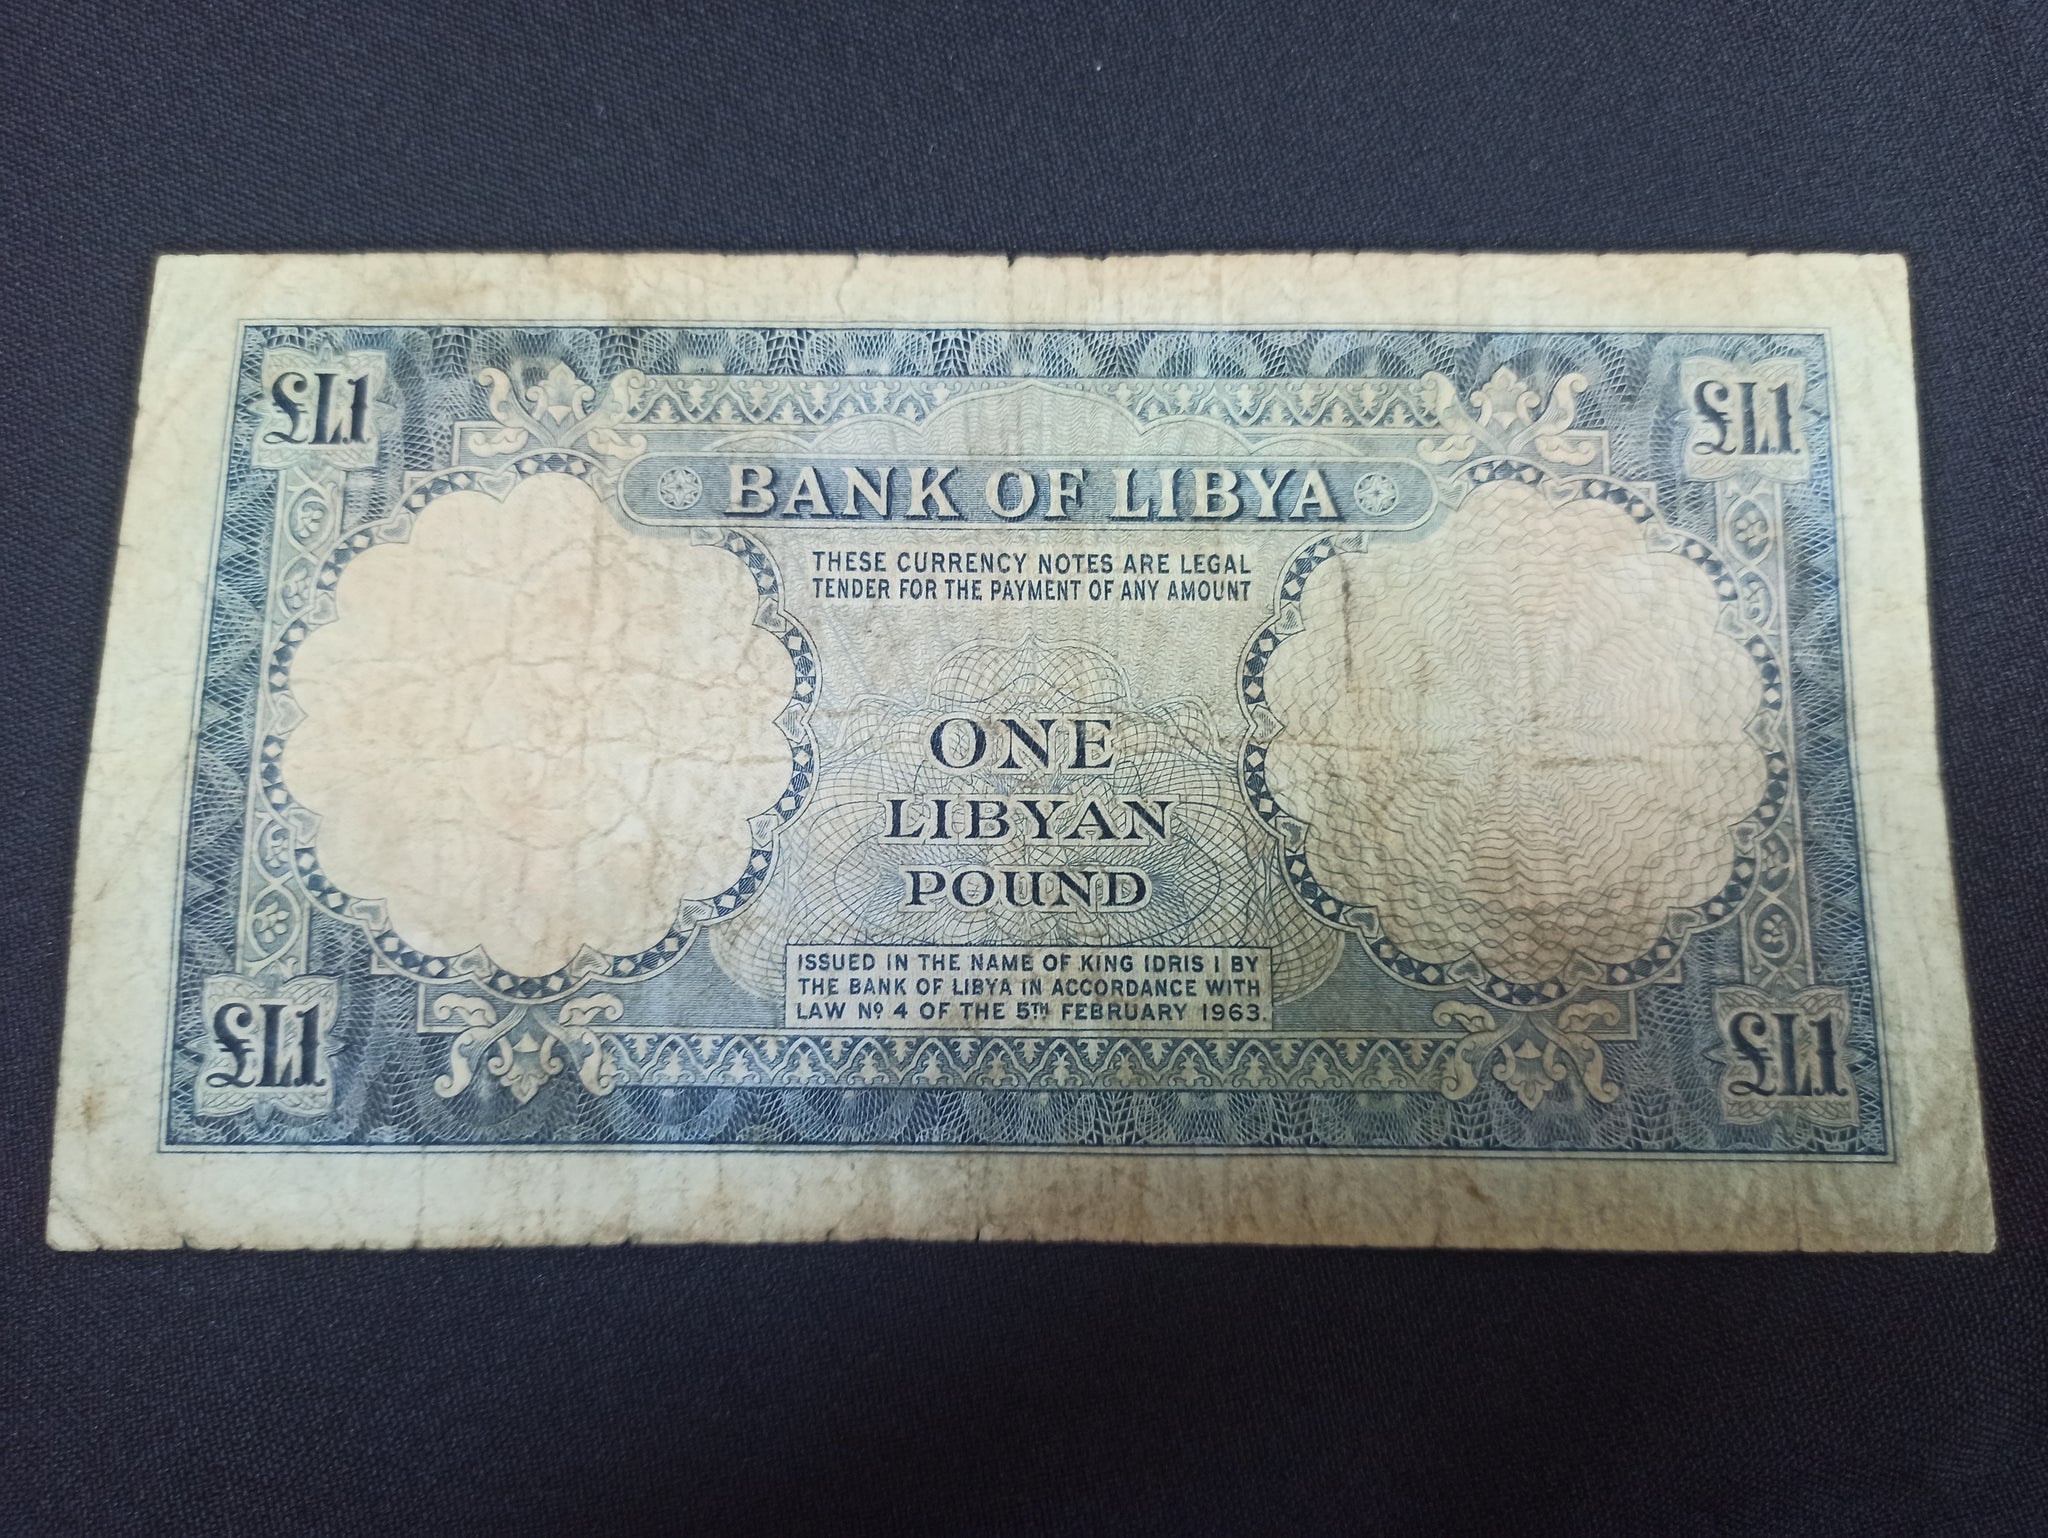 £L1
£L1
BANK OF LIBYA
THESE CURRENCY NOTES ARE LEGAL
TENDER FOR THE PAYMENT OF ANY AMOUNT
ONE
LIBYAN
POUND
ISSUED IN THE NAME OF KING IDRIS I BY
THE BANK OF LIBYA IN ACCORDANCE WITH
LAW Nº 4 OF THE 5TH FEBRUARY 1963.
£L1
£L1